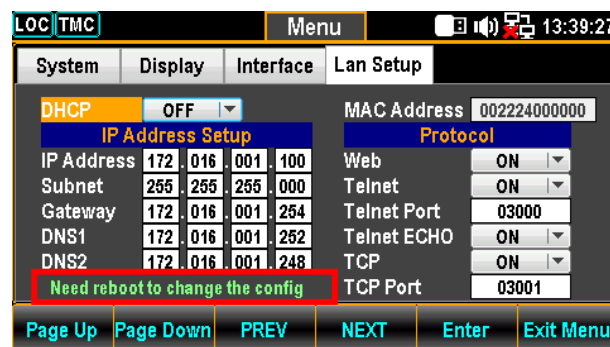 LOC TMC Menu 13:39:27
System Display Interface Lan Setup
DHCP OFF MAC Address 002224000000
IP Address Setup Protocol
IP Address 172 . 016 . 001 . 100 Web ON
Subnet 255 . 255 . 255 . 000 Telnet ON
Gateway 172 . 016 . 001 . 254 Telnet Port 03000
DNS1 172 . 016 . 001 . 252 Telnet ECHO ON
DNS2 172 . 016 . 001 . 248 TCP ON
Need reboot to change the config TCP Port 03001
Page Up Page Down PREV NEXT Enter Exit Menu